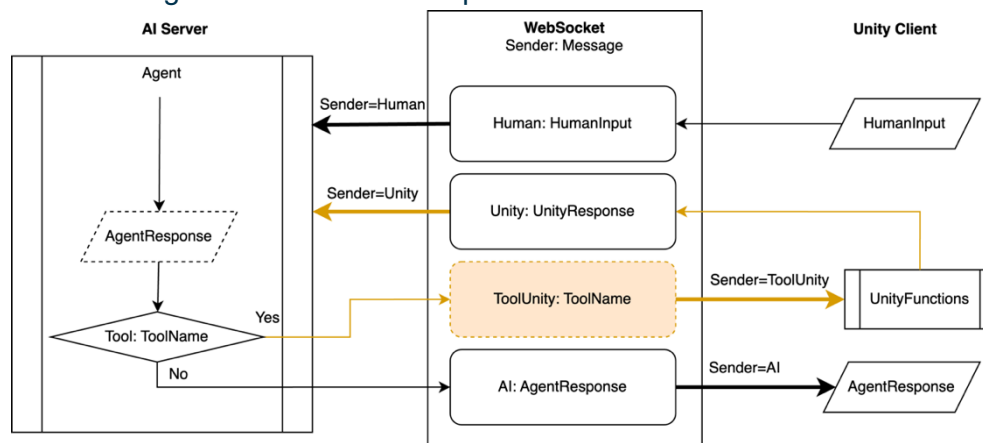 AI Server
WebSocket
Sender: Message
Unity Client
Agent
Sender=Human
Human: HumanInput
HumanInput
Sender=Unity
Unity: UnityResponse
AgentResponse
Sender=ToolUnity
ToolUnity: ToolName
UnityFunctions
Tool: ToolName
Yes
No
AI: AgentResponse
Sender=AI
AgentResponse